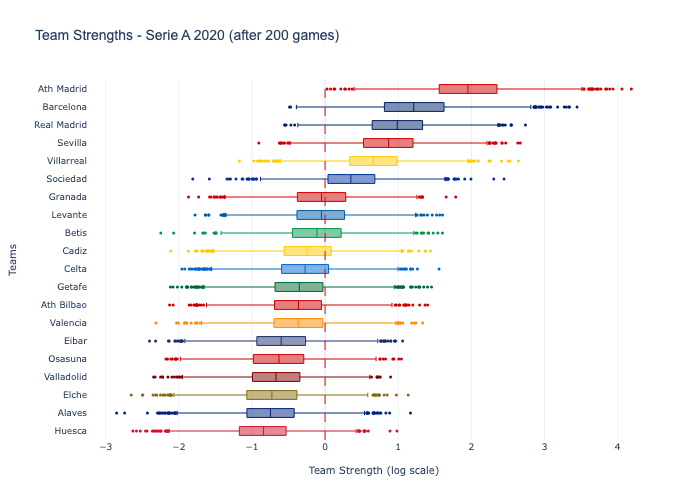 Team Strengths - Serie A 2020 (after 200 games)
Teams
Ath Madrid
Barcelona
Real Madrid
Sevilla
Villarreal
Sociedad
Granada
Levante
Betis
Cadiz
Celta
Getafe
Ath Bilbao
Valencia
Eibar
Osasuna
Valladolid
Elche
Alaves
Huesca
−3 −2 −1 0 1 2 3 4
Team Strength (log scale)